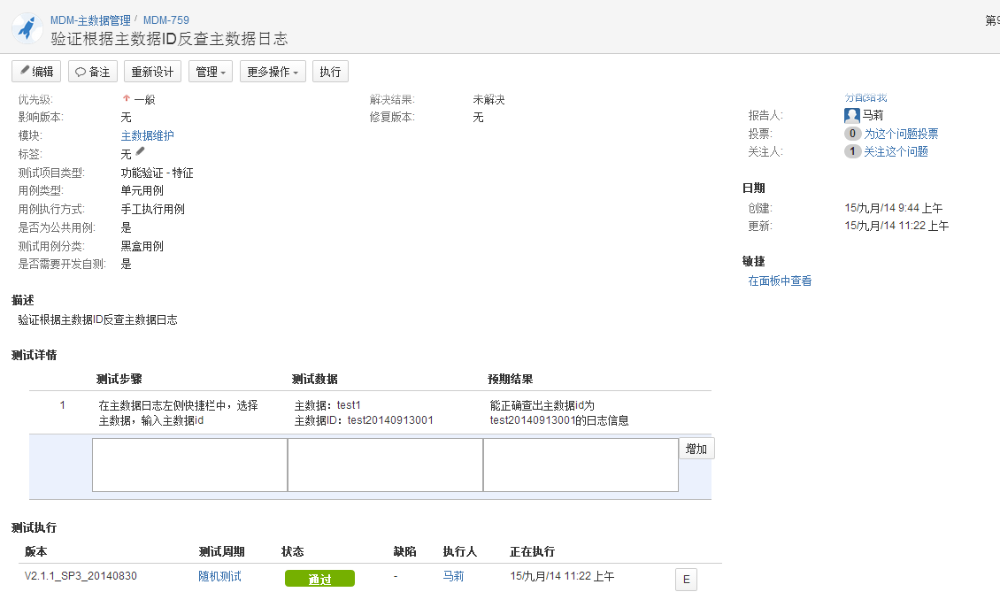 MDM-主数据管理 / MDM-759
第9
验证根据主数据ID反查主数据日志
编辑 备注 重新设计 管理 更多操作 执行
优先级: 一般 解决结果: 未解决
影响版本: 无 修复版本: 无
模块: 主数据维护
标签: 无
测试项目类型: 功能验证 - 特征
用例类型: 单元用例
用例执行方式: 手工执行用例
是否为公共用例: 是
测试用例分类: 黑盒用例
是否需要开发自测: 是
分配给我
报告人: 马莉
投票: 0 为这个问题投票
关注人: 1 关注这个问题
日期
创建: 15/九月/14 9:44 上午
更新: 15/九月/14 11:22 上午
敏捷
在面板中查看
描述
验证根据主数据ID反查主数据日志
测试详情
测试步骤 测试数据 预期结果
1 在主数据日志左侧快捷栏中，选择 主数据：test1 能正确查出主数据id为
主数据，输入主数据id 主数据ID：test20140913001 test20140913001的日志信息
增加
测试执行
版本 测试周期 状态 缺陷 执行人 正在执行
V2.1.1_SP3_20140830 随机测试 通过 - 马莉 15/九月/14 11:22 上午 E